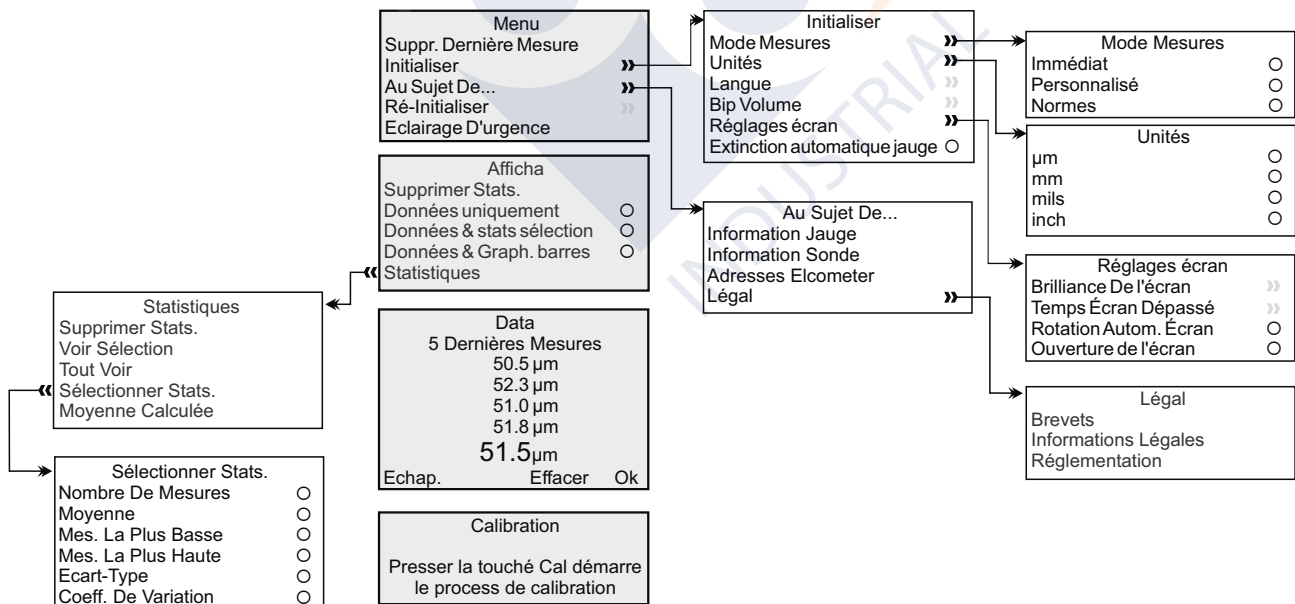 Menu
Suppr. Dernière Mesure
Initialiser
Au Sujet De...
Ré-Initialiser
Eclairage D'urgence
Initialiser
Mode Mesures
Unités
Langue
Bip Volume
Réglages écran
Extinction automatique jauge
Mode Mesures
Immédiat
Personnalisé
Normes
Unités
µm
mm
mils
inch
Afficha
Supprimer Stats.
Données uniquement
Données & stats sélection
Données & Graph. barres
Statistiques
Au Sujet De...
Information Jauge
Information Sonde
Adresses Elcometer
Légal
Réglages écran
Brilliance De l'écran
Temps Écran Dépassé
Rotation Autom. Écran
Ouverture de l'écran
Statistiques
Supprimer Stats.
Voir Sélection
Tout Voir
Sélectionner Stats.
Moyenne Calculée
Data
5 Dernières Mesures
50.5 µm
52.3 µm
51.0 µm
51.8 µm
51.5µm
Echap. Effacer Ok
Légal
Brevets
Informations Légales
Réglementation
Sélectionner Stats.
Nombre De Mesures
Moyenne
Mes. La Plus Basse
Mes. La Plus Haute
Ecart-Type
Coeff. De Variation
Calibration
Presser la touché Cal démarre
le process de calibration
INDUSTRIAL